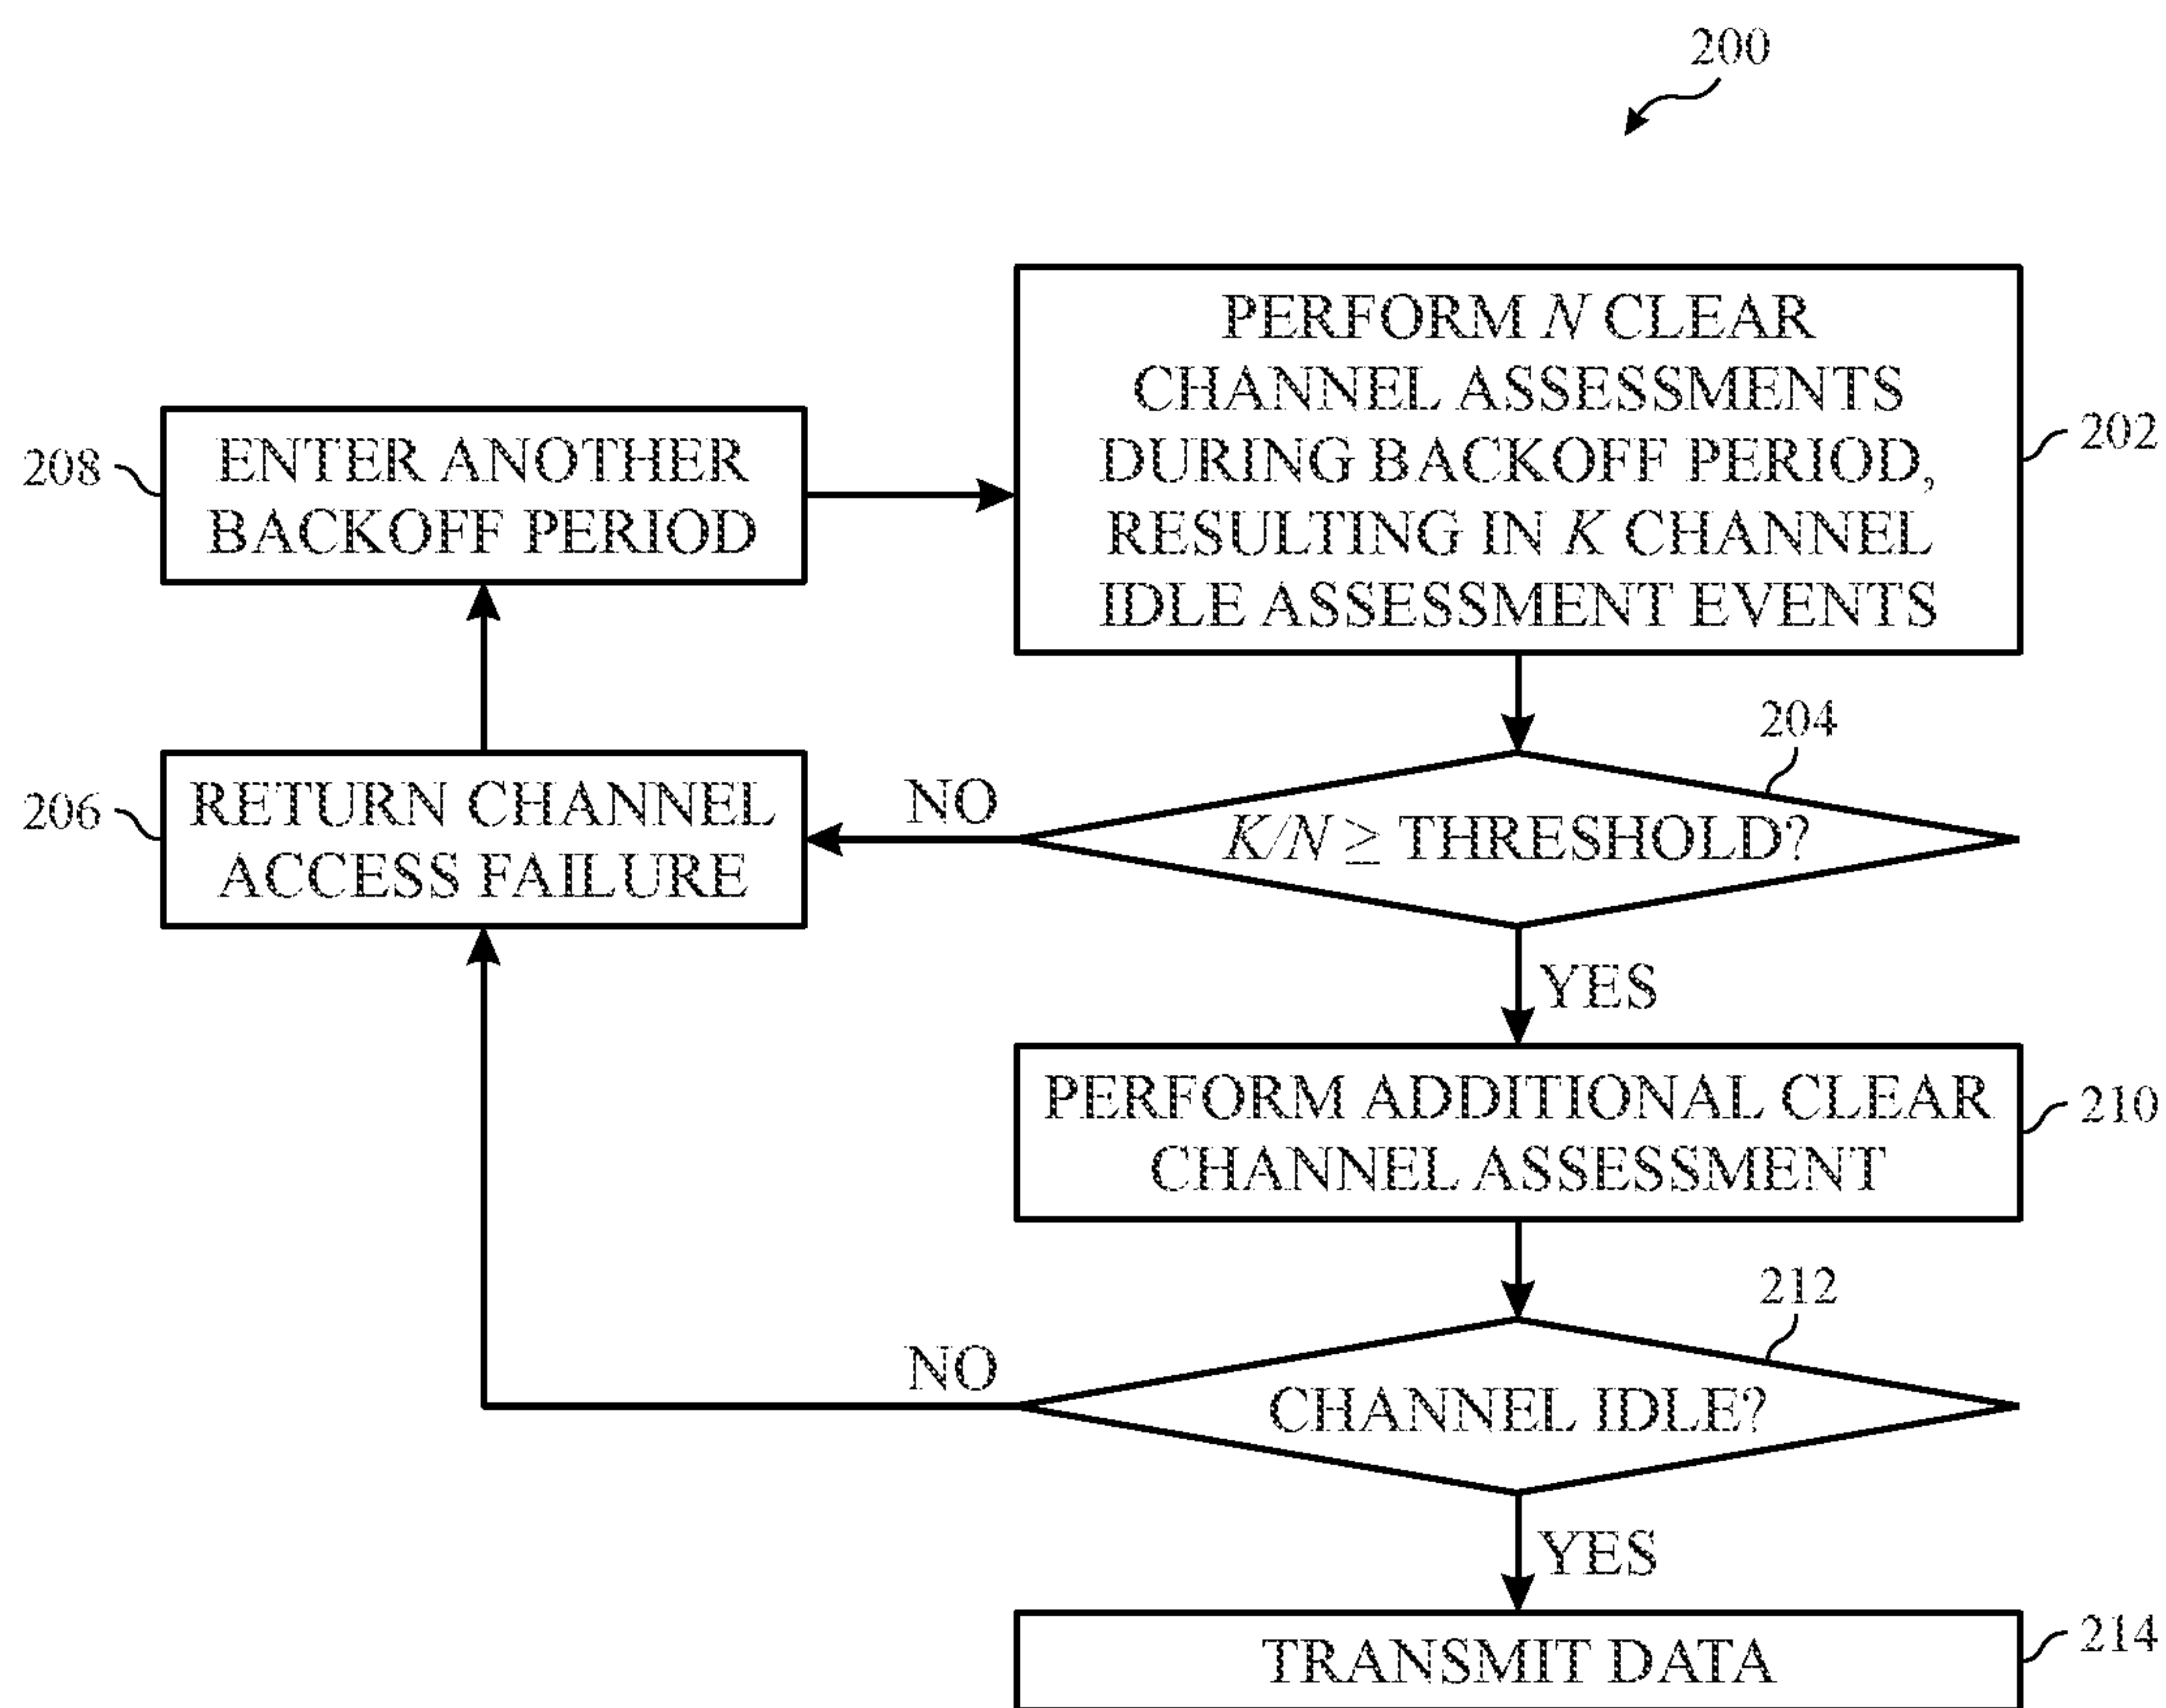 200
PERFORM N CLEAR
CHANNEL ASSESSMENTS
DURING BACKOFF PERIOD,
RESULTING IN K CHANNEL
IDLE ASSESSMENT EVENTS
202
208
ENTER ANOTHER
BACKOFF PERIOD
204
K/N ≥ THRESHOLD?
NO
206
RETURN CHANNEL
ACCESS FAILURE
YES
PERFORM ADDITIONAL CLEAR
CHANNEL ASSESSMENT
210
212
CHANNEL IDLE?
NO
YES
TRANSMIT DATA
214